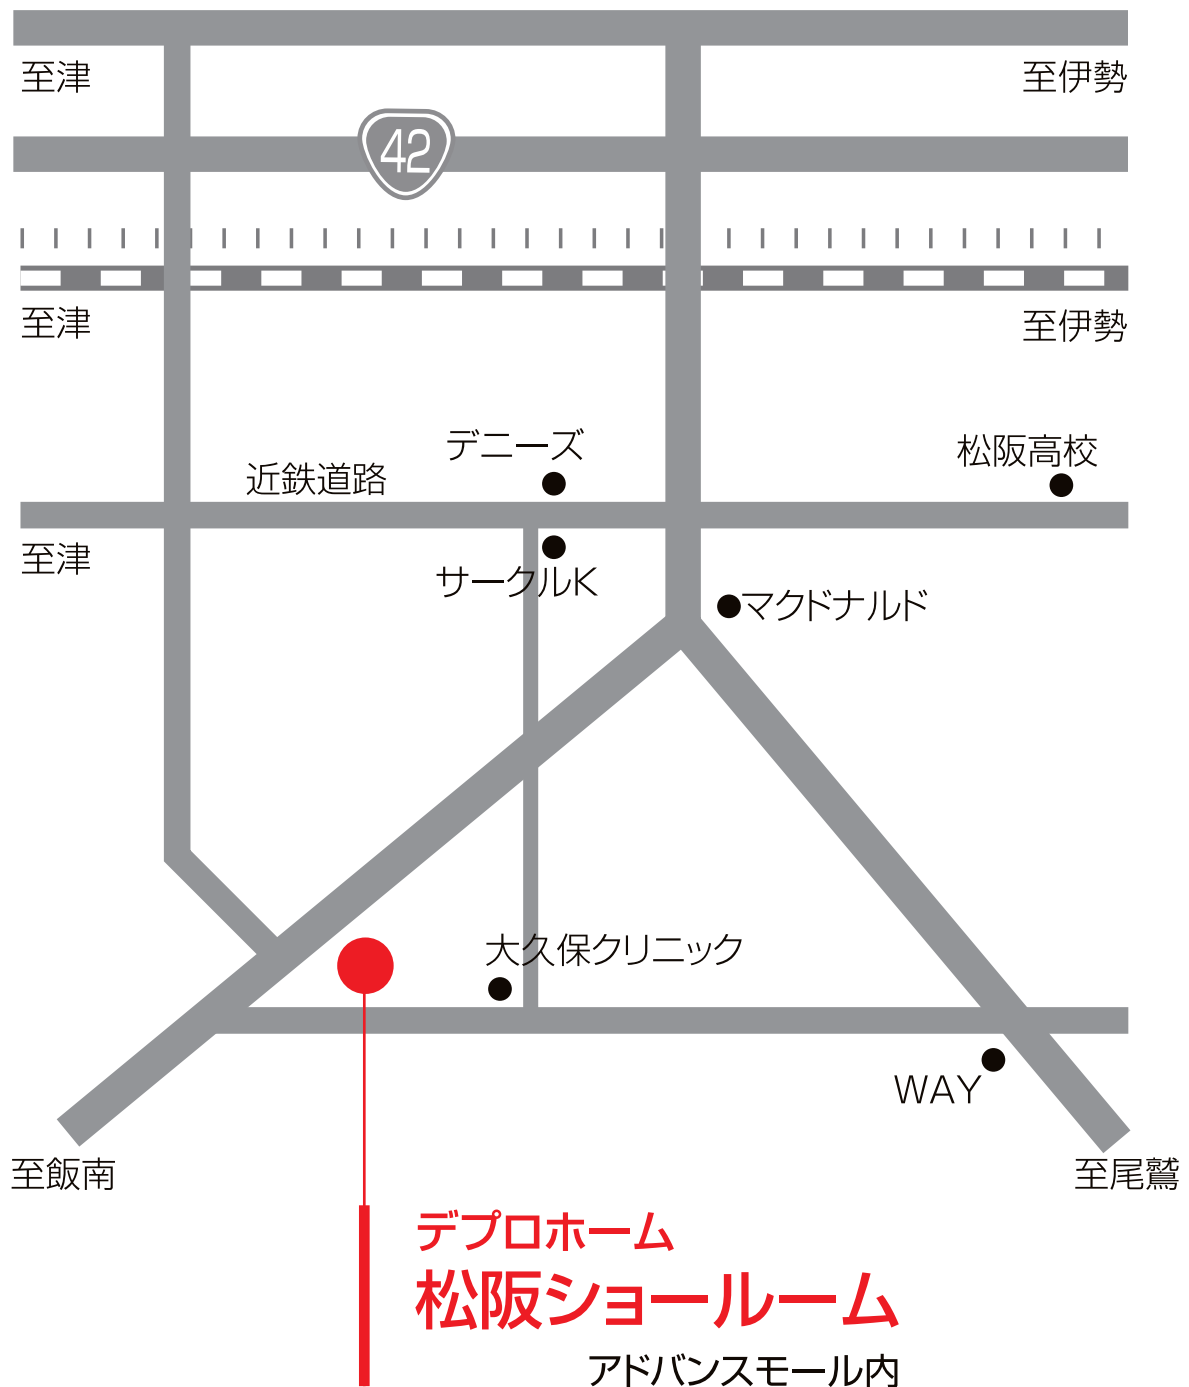 至津
至伊勢
42
至津
至伊勢
デニーズ
松阪高校
近鉄道路
至津
サークルK
マクドナルド
大久保クリニック
WAY
至飯南
至尾鷲
デプロホーム
松阪ショールーム
アドバンスモール内